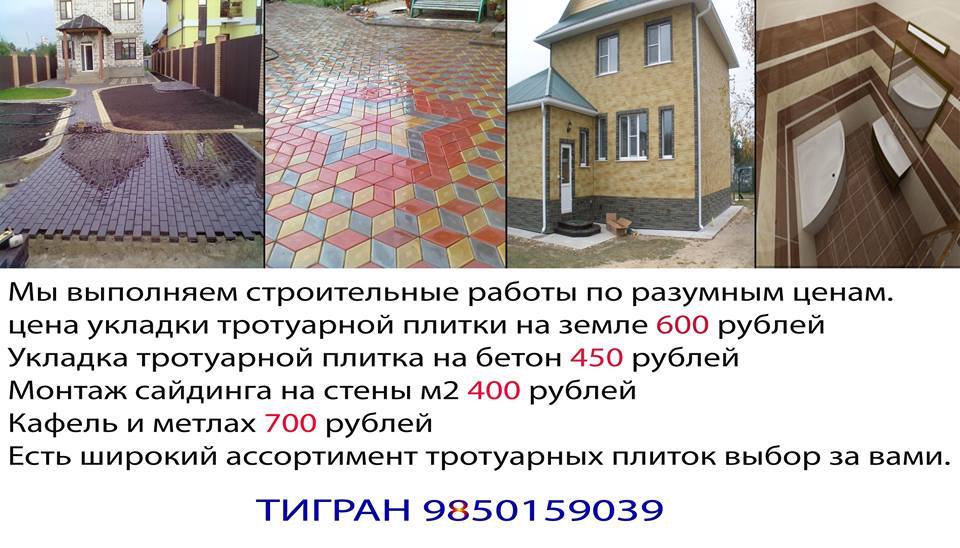 Мы выполняем строительные работы по разумным ценам.
цена укладки тротуарной плитки на земле 600 рублей
Укладка тротуарной плитка на бетон 450 рублей
Монтаж сайдинга на стены м2 400 рублей
Кафель и метлах 700 рублей
Есть широкий ассортимент тротуарных плиток выбор за вами.
ТИГРАН 9850159039